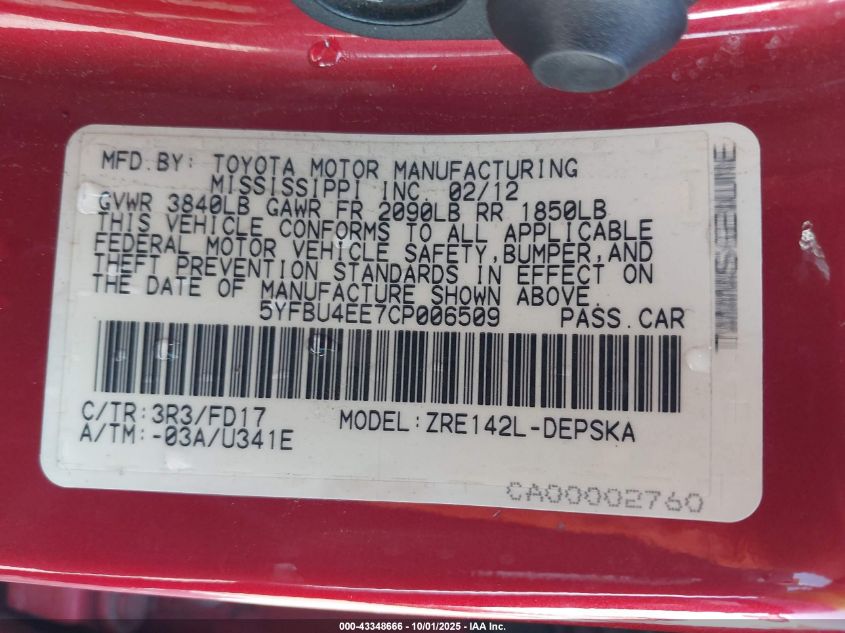 MFD.BY: TOYOTA MOTOR MANUFACTURING
MISSISSIPPI INC. 02/12
GVWR 3840LB GAWR FR 2090LB RR 1850LB
THIS VEHICLE CONFORMS TO ALL APPLICABLE
FEDERAL MOTOR VEHICLE SAFETY,BUMPER,AND
THEFT PREVENTION STANDARDS IN EFFECT ON
THE DATE OF MANUFACTURE SHOWN ABOVE.
5YFBU4EE7CP006509 PASS.CAR
C/TR:3R3/FD17 MODEL:ZRE142L-DEPSKA
A/TM:-03A/U341E
CA00002760
000-43348666 - 10/01/2025 - IAA Inc.